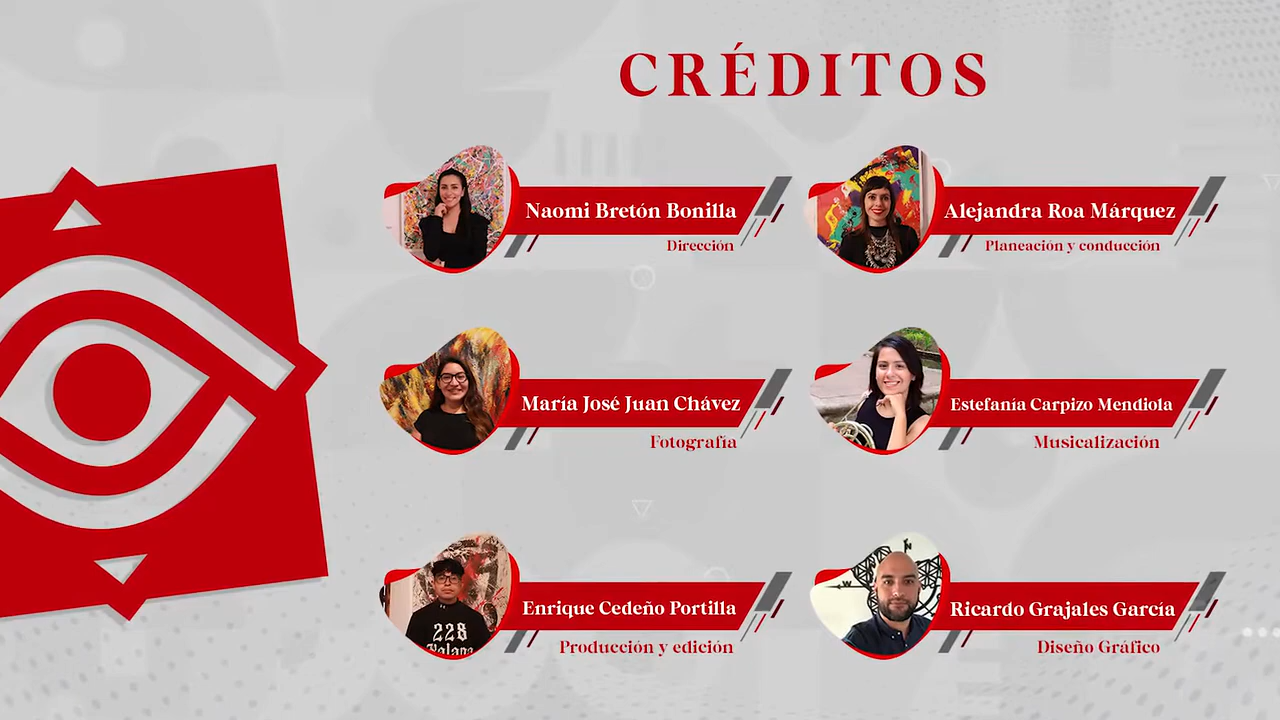 CRÉDITOS
Naomi Bretón Bonilla
Dirección
Alejandra Roa Márquez
Planeación y conducción
María José Juan Chávez
Fotografía
Estefanía Carpizo Mendiola
Musicalización
Enrique Cedeño Portilla
Producción y edición
Ricardo Grajales García
Diseño Gráfico
228